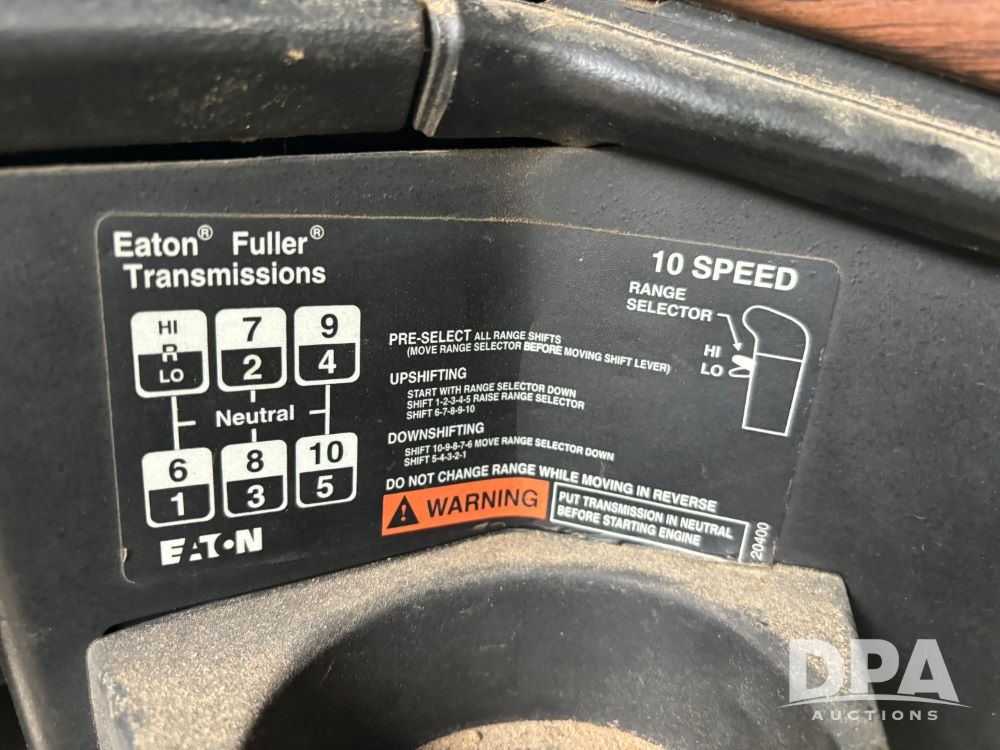 Eaton® Fuller®
Transmissions
HI
R
LO
7
2
9
4
Neutral
6
1
8
3
10
5
EATON
PRE-SELECT ALL RANGE SHIFTS
(MOVE RANGE SELECTOR BEFORE MOVING SHIFT LEVER)
UPSHIFTING
START WITH RANGE SELECTOR DOWN
SHIFT 1-2-3-4-5 RAISE RANGE SELECTOR
SHIFT 6-7-8-9-10
DOWNSHIFTING
SHIFT 10-9-8-7-6 MOVE RANGE SELECTOR DOWN
SHIFT 5-4-3-2-1
DO NOT CHANGE RANGE WHILE MOVING IN REVERSE
WARNING
PUT TRANSMISSION IN NEUTRAL
BEFORE STARTING ENGINE
20400
10 SPEED
RANGE
SELECTOR
HI
LO
DPA
AUCTIONS